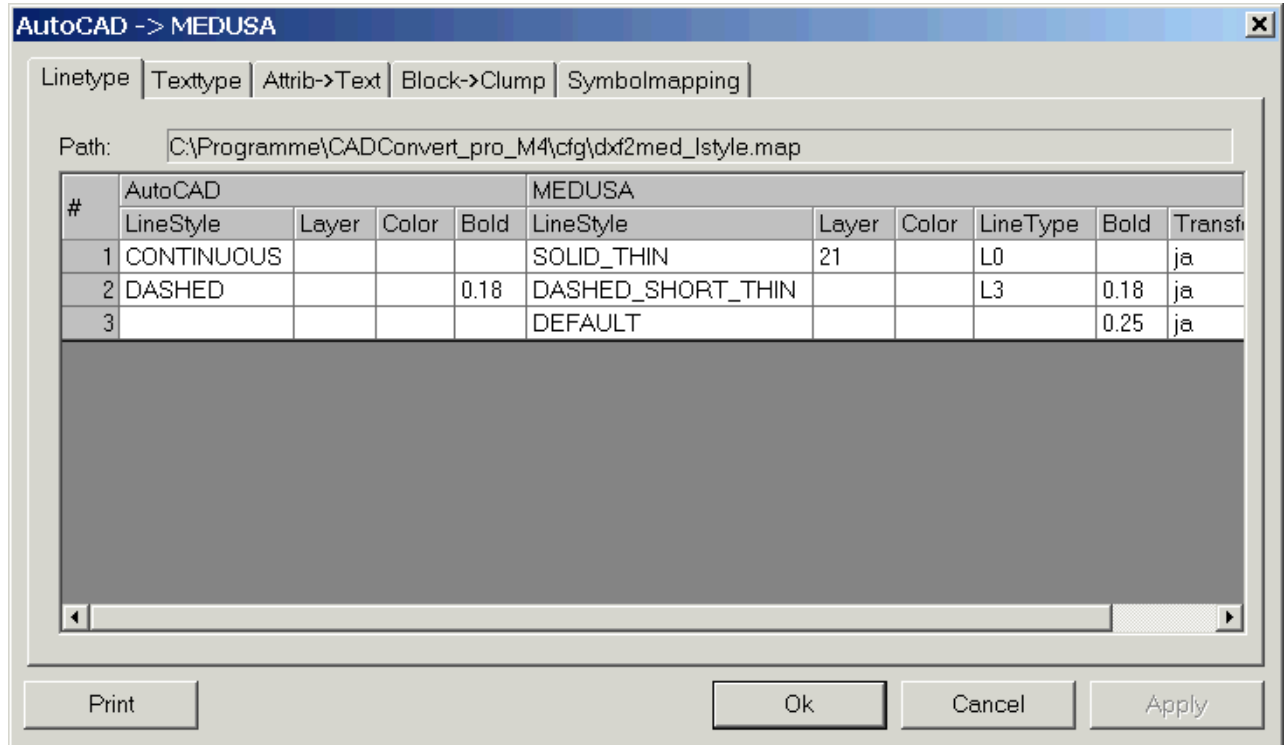 AutoCAD -> MEDUSA
Linetype Texttype Attrib->Text Block->Clump Symbolmapping
Path: C:\Programme\CADConvert_pro_M4\cfg\dxf2med_lstyle.map
# AutoCAD MEDUSA
LineStyle Layer Color Bold LineStyle Layer Color LineType Bold Transf
1 CONTINUOUS SOLID_THIN 21 L0 ja
2 DASHED 0.18 DASHED_SHORT_THIN L3 0.18 ja
3 DEFAULT 0.25 ja
Print Ok Cancel Apply